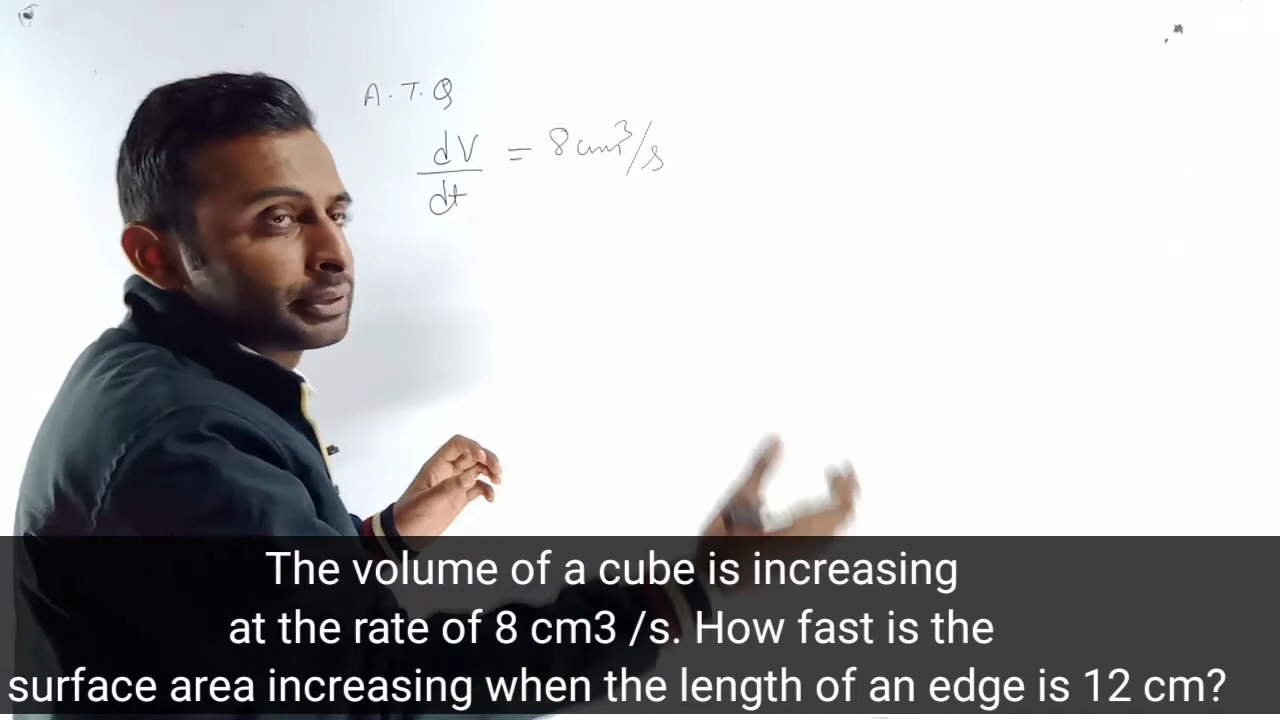 A.T.Q
dV/dt = 8 cm³/s
The volume of a cube is increasing
at the rate of 8 cm3 /s. How fast is the
surface area increasing when the length of an edge is 12 cm?